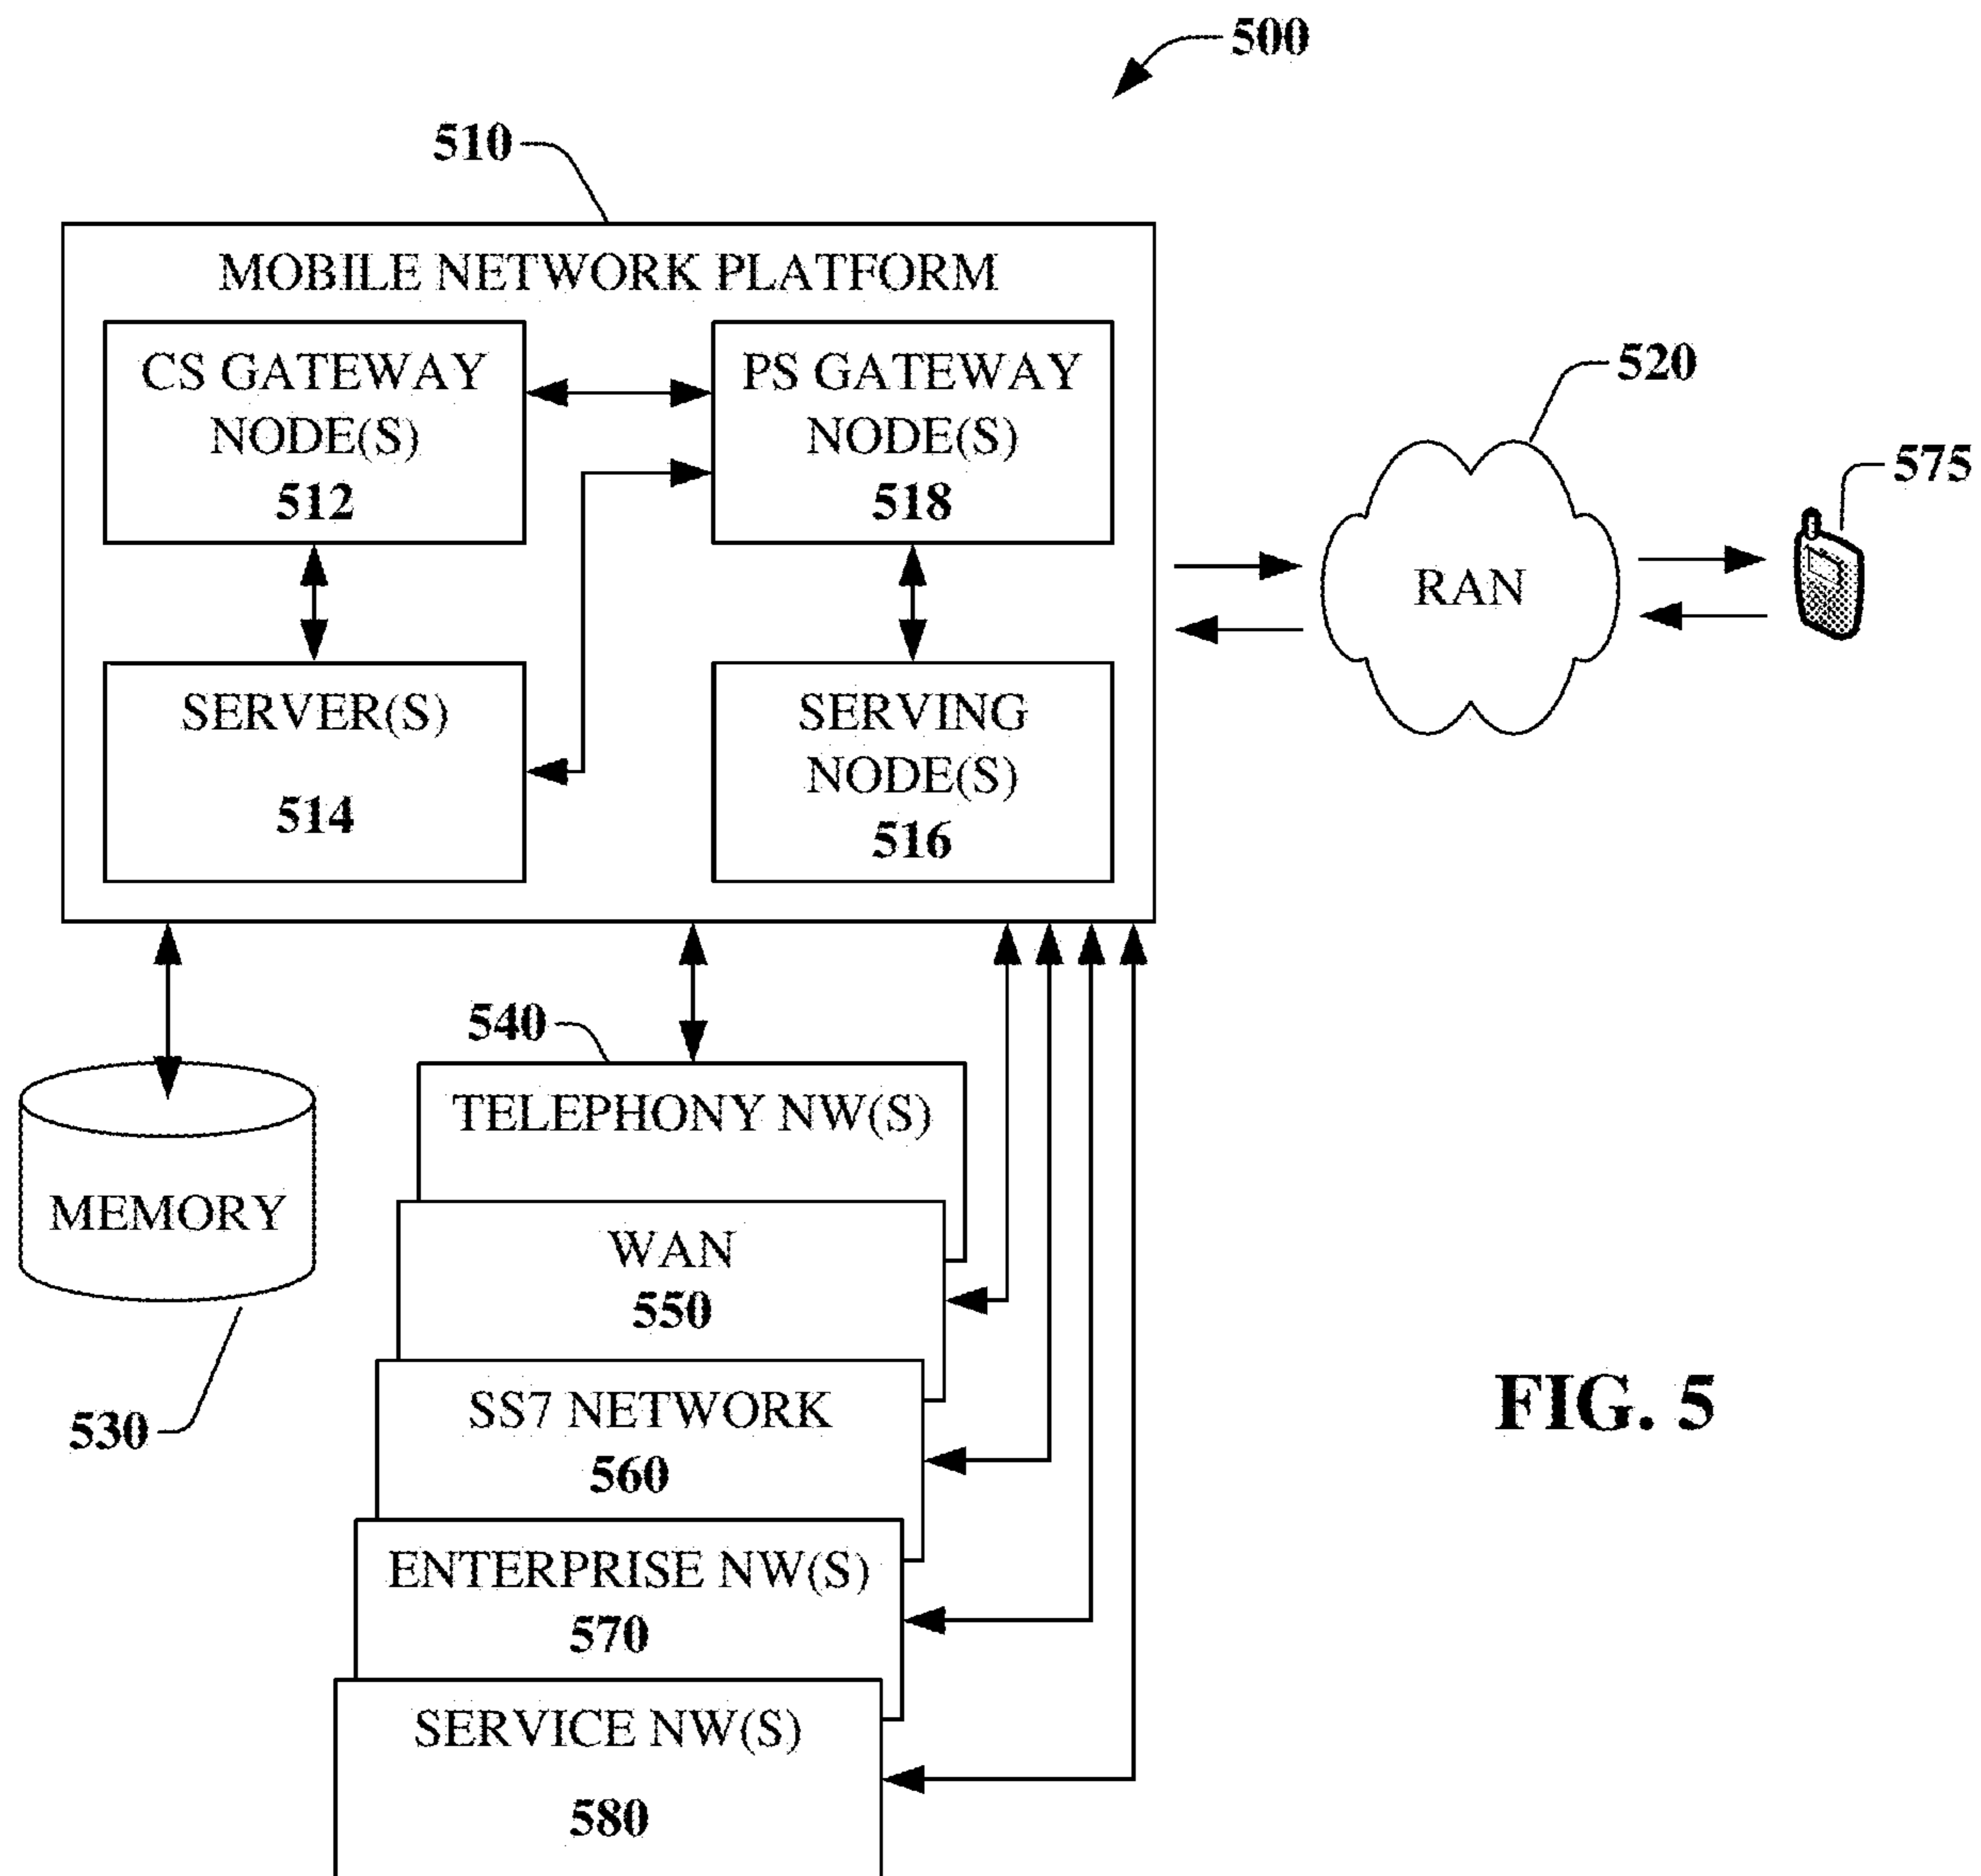 500
510
MOBILE NETWORK PLATFORM
CS GATEWAY
NODE(S)
512
PS GATEWAY
NODE(S)
518
SERVER(S)
514
SERVING
NODE(S)
516
520
RAN
575
540
TELEPHONY NW(S)
MEMORY
530
WAN
550
SS7 NETWORK
560
ENTERPRISE NW(S)
570
SERVICE NW(S)
580
FIG. 5